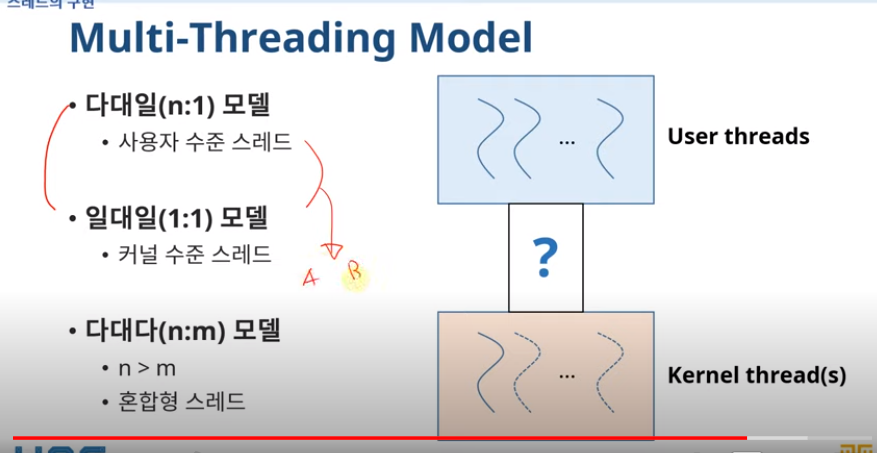 스레드의 구현
Multi-Threading Model
• 다대일(n:1) 모델
• 사용자 수준 스레드
• 일대일(1:1) 모델
• 커널 수준 스레드
A B
• 다대다(n:m) 모델
• n > m
• 혼합형 스레드
...
User threads
?
...
Kernel thread(s)